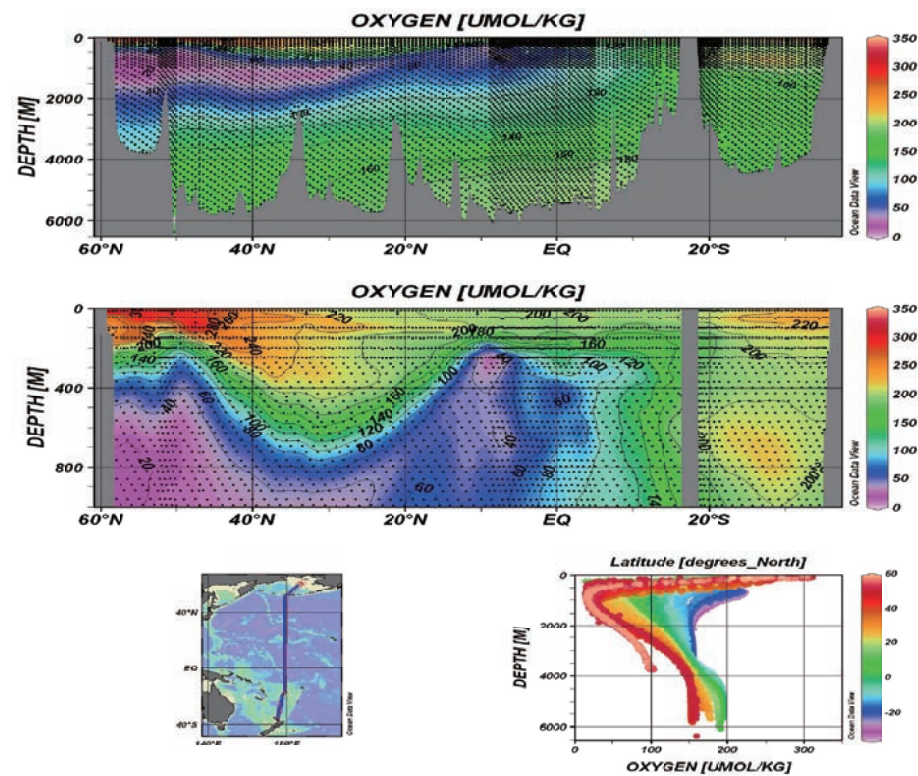 OXYGEN [UMOL/KG]
0
2000
4000
6000
DEPTH [M]
60°N 40°N 20°N EQ 20°S
350
300
250
200
150
100
50
0
Ocean Data View
OXYGEN [UMOL/KG]
0
400
800
DEPTH [M]
60°N 40°N 20°N EQ 20°S
350
300
250
200
150
100
50
0
Ocean Data View
40°N
EQ
40°S
140°E 180°E
Ocean Data View
Latitude [degrees_North]
0
2000
4000
6000
DEPTH [M]
0 100 200 300
OXYGEN [UMOL/KG]
60
40
20
0
-20
Ocean Data View